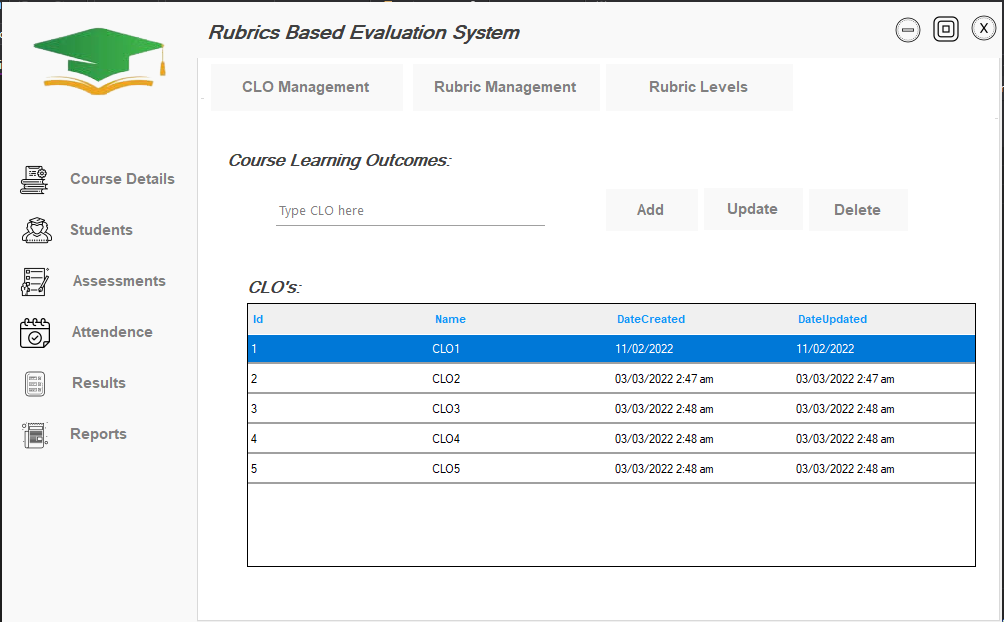 Rubrics Based Evaluation System
X
CLO Management Rubric Management Rubric Levels
Course Details
Students
Assessments
Attendence
Results
Reports
Course Learning Outcomes:
Type CLO here Add Update Delete
CLO's:
Id Name DateCreated DateUpdated
1 CLO1 11/02/2022 11/02/2022
2 CLO2 03/03/2022 2:47 am 03/03/2022 2:47 am
3 CLO3 03/03/2022 2:48 am 03/03/2022 2:48 am
4 CLO4 03/03/2022 2:48 am 03/03/2022 2:48 am
5 CLO5 03/03/2022 2:48 am 03/03/2022 2:48 am